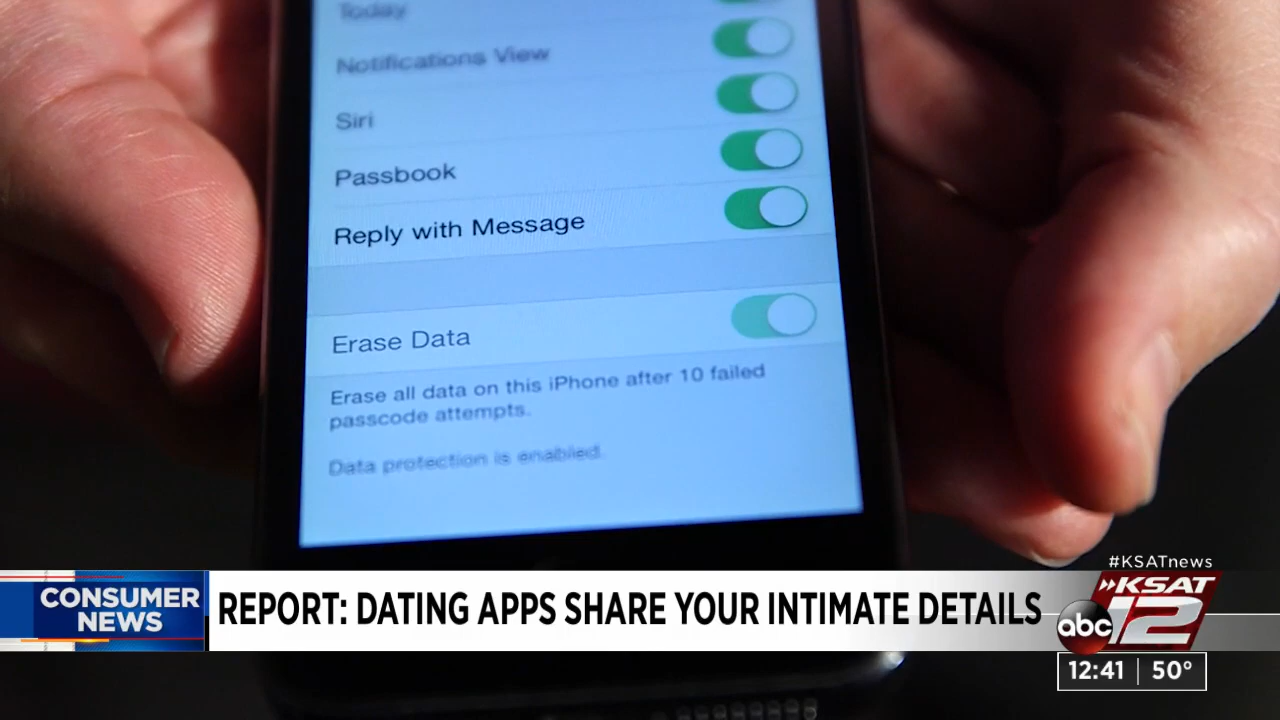 Today
Notifications View
Siri
Passbook
Reply with Message
Erase Data
Erase all data on this iPhone after 10 failed
passcode attempts.
Data protection is enabled.
#KSATnews
CONSUMER
NEWS
REPORT: DATING APPS SHARE YOUR INTIMATE DETAILS
KSAT
abc 12
12:41 50°